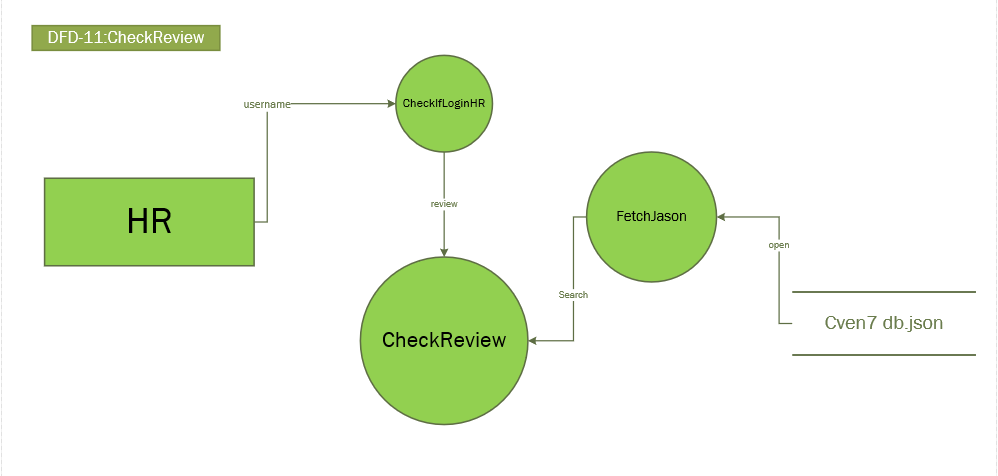 DFD-11:CheckReview
username
CheckIfLoginHR
HR
review
FetchJason
open
Search
Cven7 db.json
CheckReview